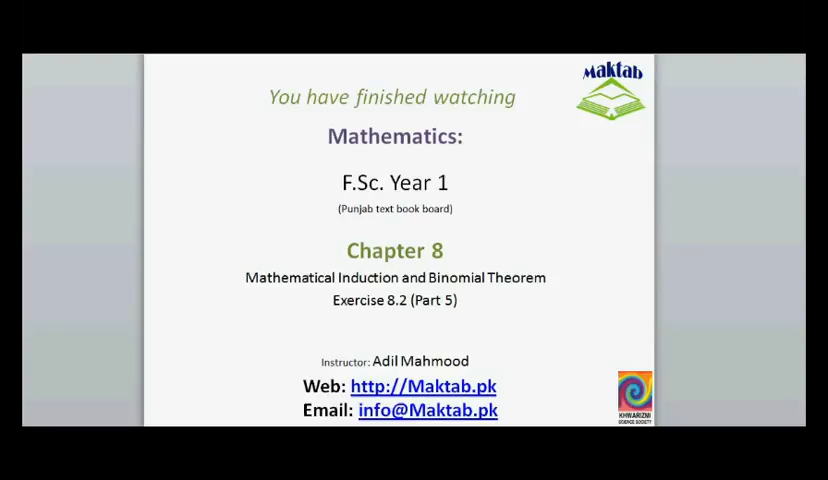 Maktab
You have finished watching
Mathematics:
F.Sc. Year 1
(Punjab text book board)
Chapter 8
Mathematical Induction and Binomial Theorem
Exercise 8.2 (Part 5)
Instructor: Adil Mahmood
Web: http://Maktab.pk
Email: info@Maktab.pk
KHWARIZMI
SCIENCE SOCIETY